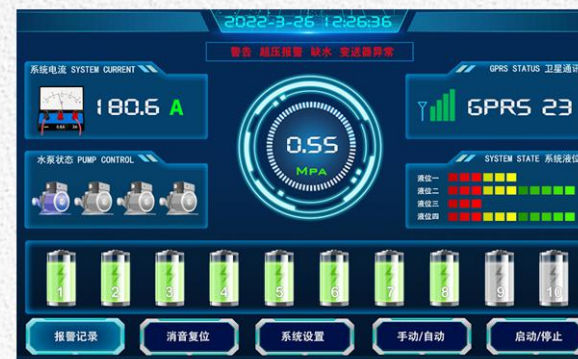 2022-3-26 12:26:36
警告 超压报警 缺水 变送器异常
系统电流 SYSTEM CURRENT
180.6 A
GPRS STATUS 卫星通讯
GPRS 23
0.55
MPA
水泵状态 PUMP CONTROL
SYSTEM STATE 系统液位
液位一
液位二
液位三
液位四
1 2 3 4 5 6 7 8 9 10
报警记录 消音复位 系统设置 手动/自动 启动/停止